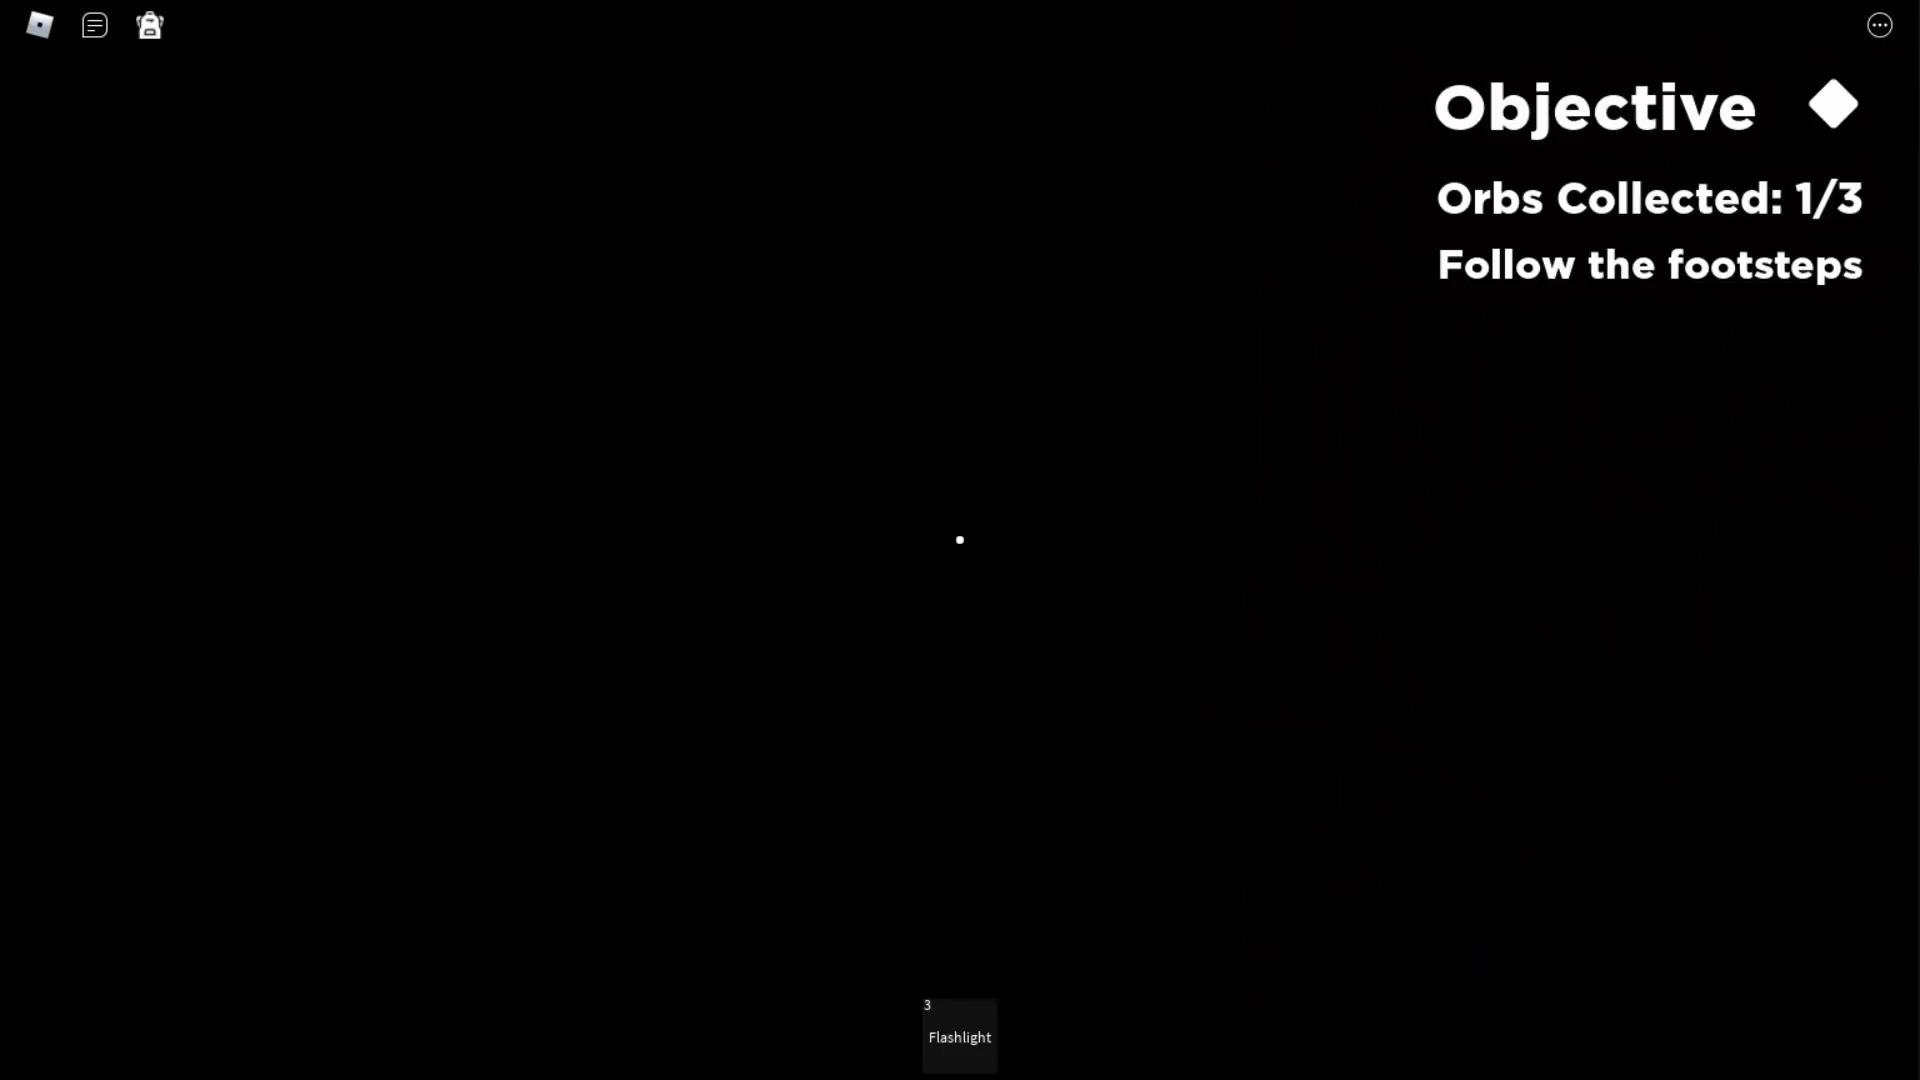 Objective
Orbs Collected: 1/3
Follow the footsteps
3
Flashlight